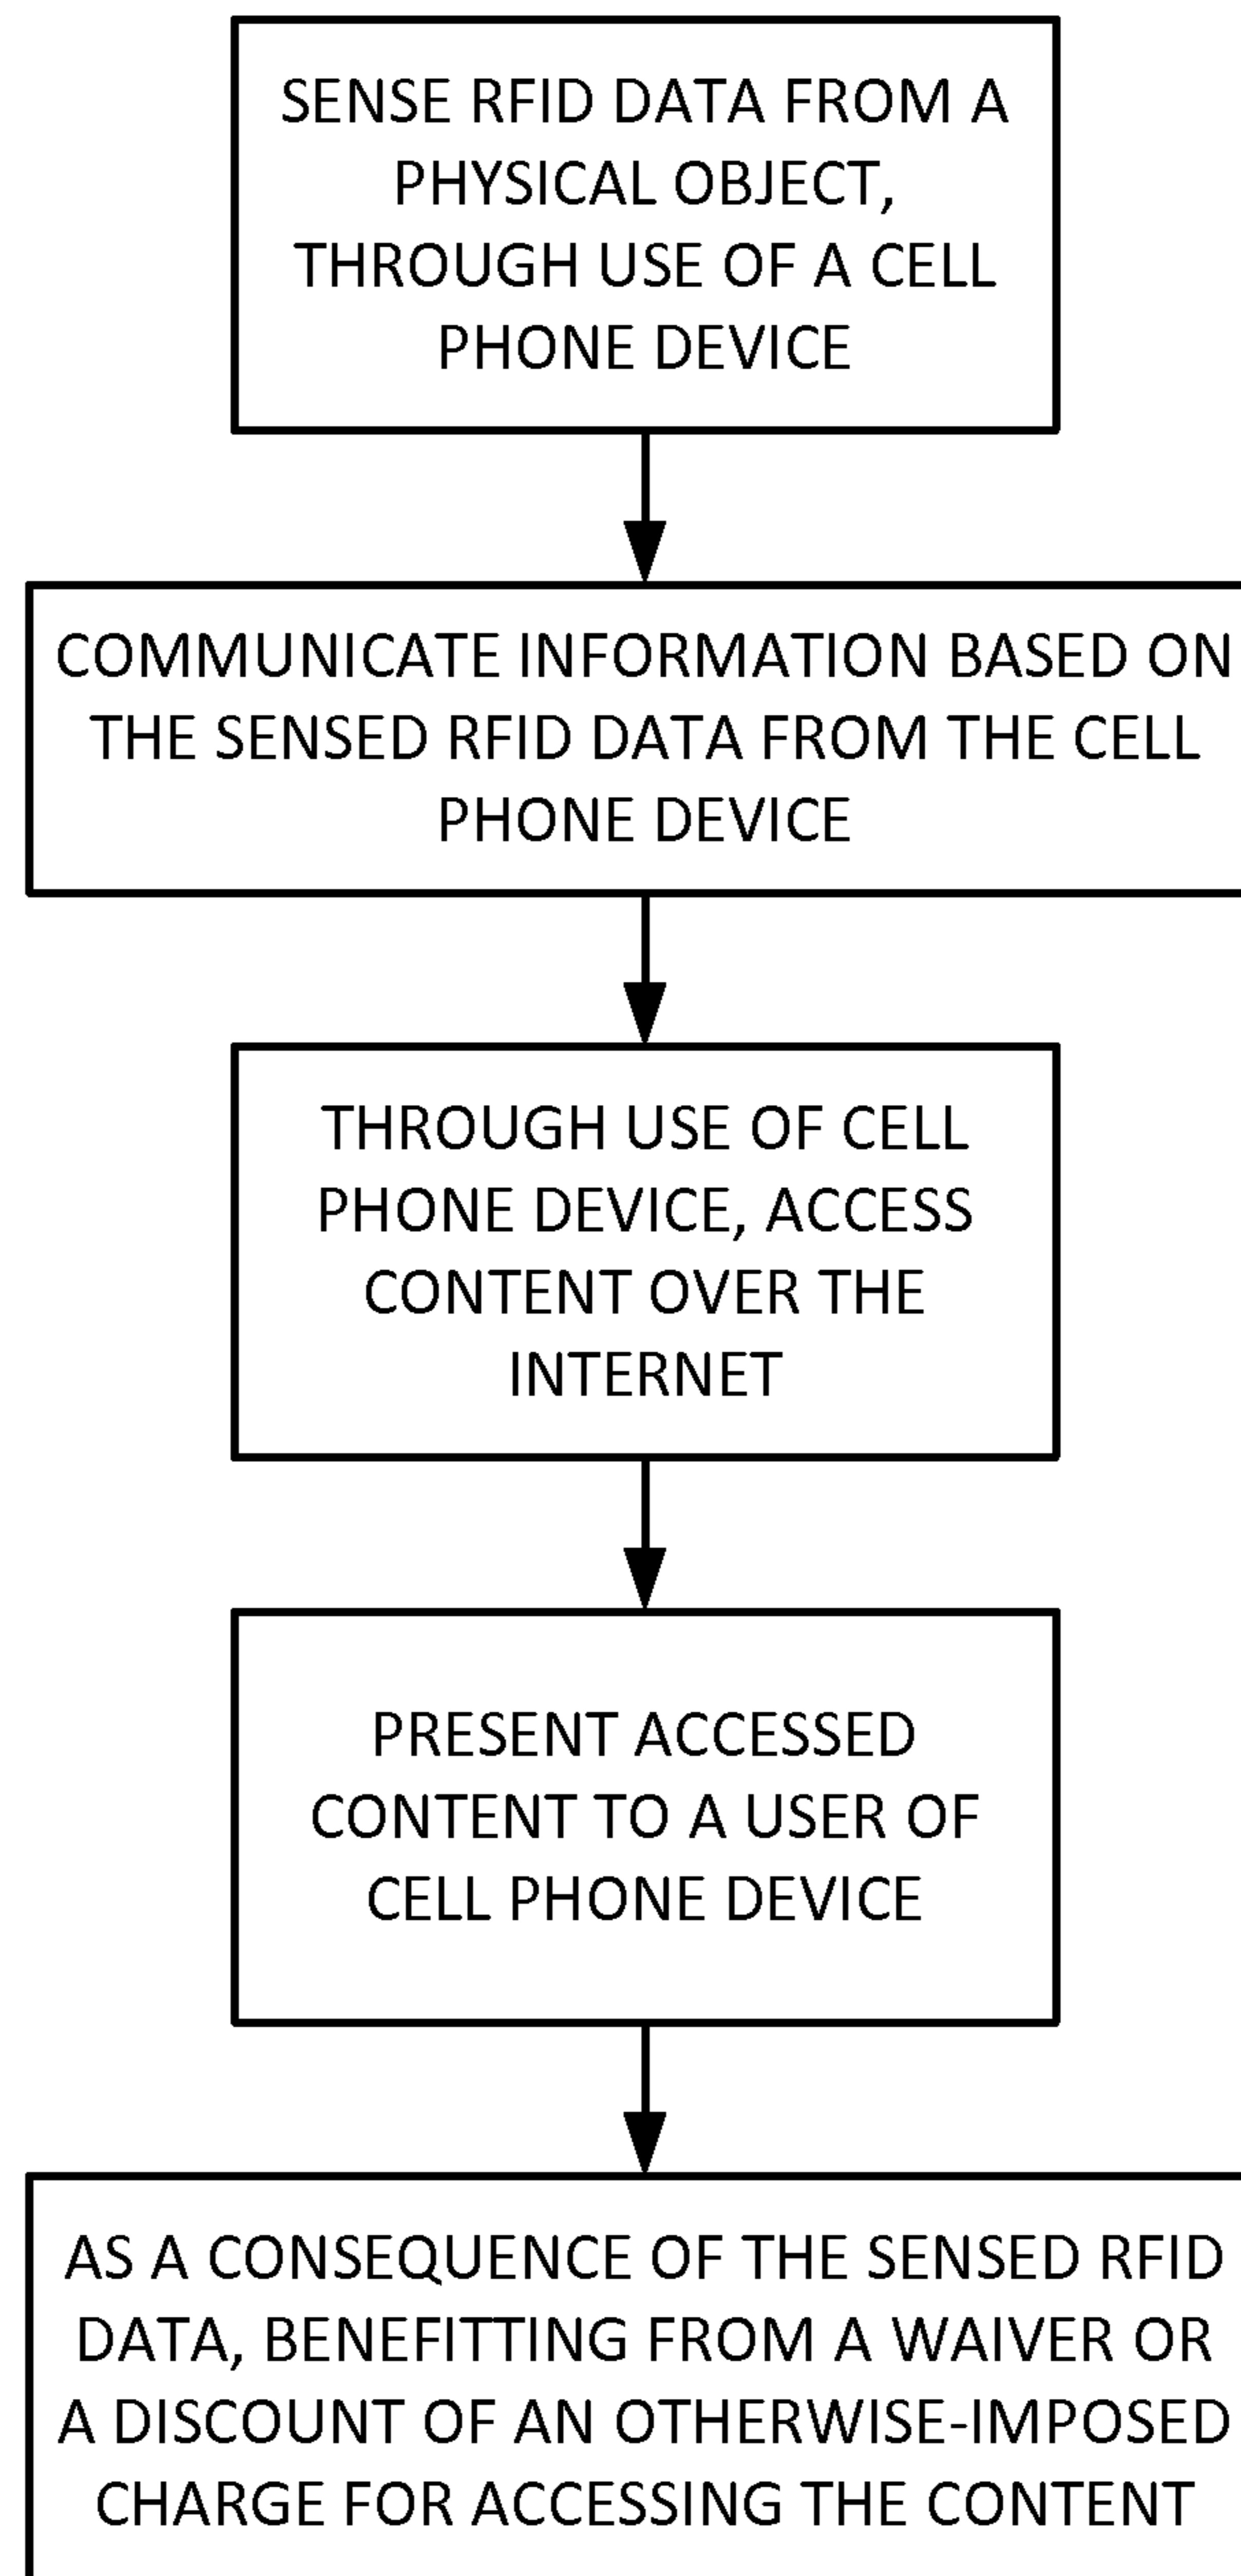 SENSE RFID DATA FROM A
PHYSICAL OBJECT,
THROUGH USE OF A CELL
PHONE DEVICE
COMMUNICATE INFORMATION BASED ON
THE SENSED RFID DATA FROM THE CELL
PHONE DEVICE
THROUGH USE OF CELL
PHONE DEVICE, ACCESS
CONTENT OVER THE
INTERNET
PRESENT ACCESSED
CONTENT TO A USER OF
CELL PHONE DEVICE
AS A CONSEQUENCE OF THE SENSED RFID
DATA, BENEFITTING FROM A WAIVER OR
A DISCOUNT OF AN OTHERWISE-IMPOSED
CHARGE FOR ACCESSING THE CONTENT